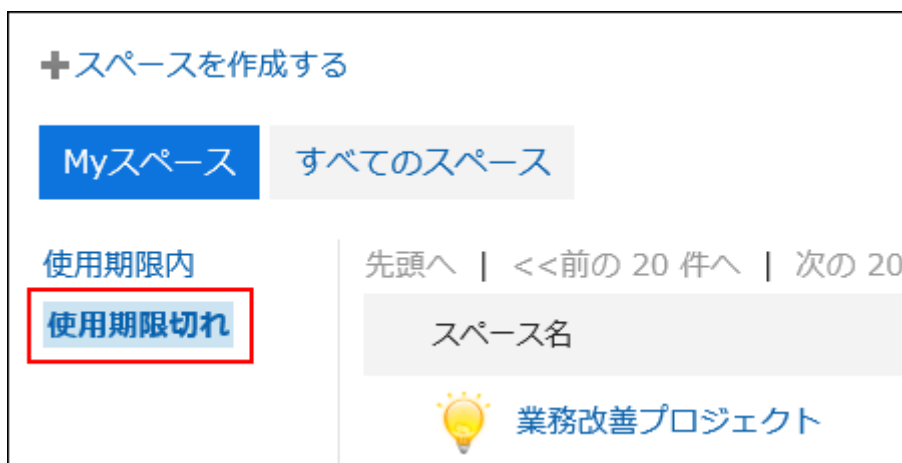 スペースを作成する
Myスペース すべてのスペース
使用期限内
先頭へ | <<前の 20 件へ | 次の 20
使用期限切れ
スペース名
業務改善プロジェクト